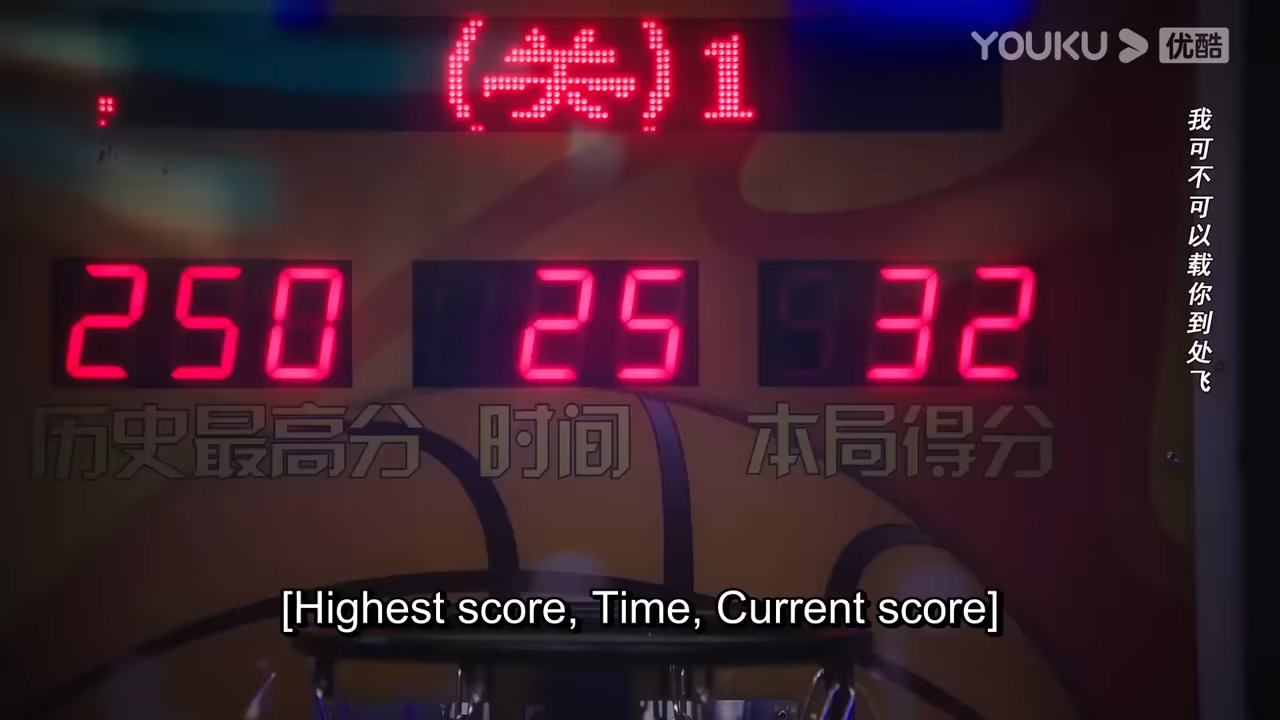 (关)1
YOUKU 优酷
我可不可以载你到处飞
250 25 32
历史最高分 时间 本局得分
[Highest score, Time, Current score]